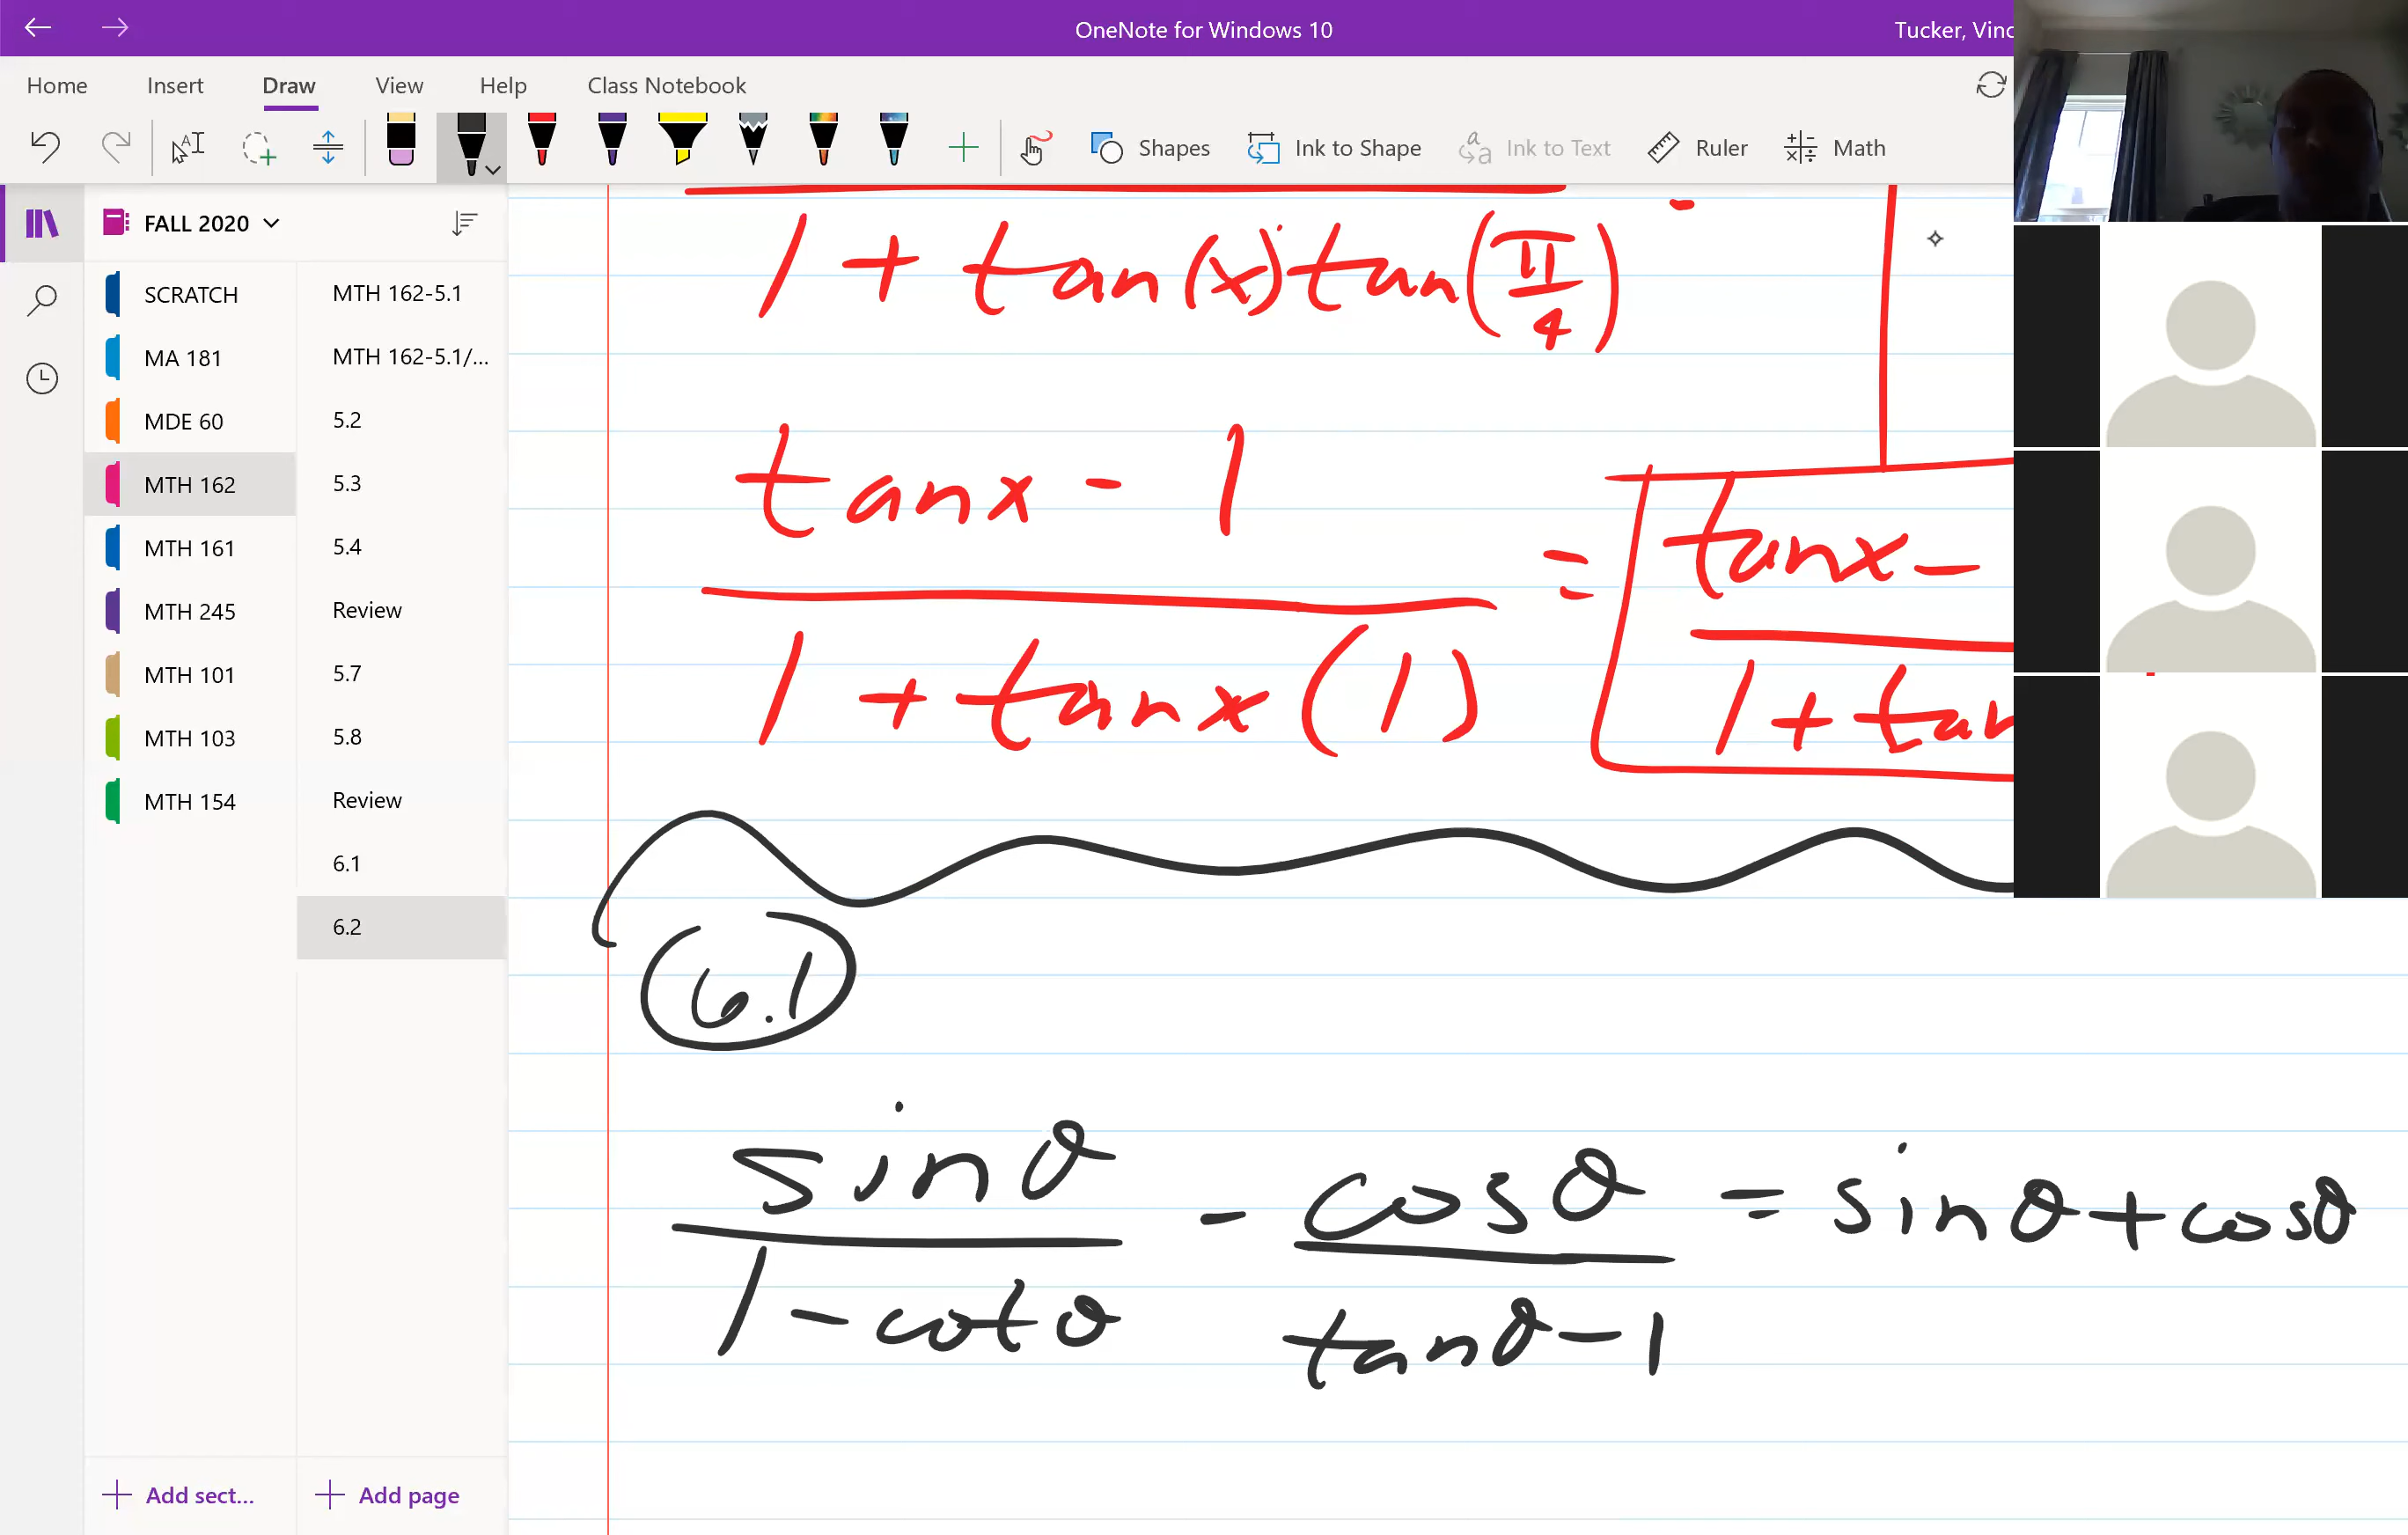 OneNote for Windows 10
Tucker, Vinc
Home Insert Draw View Help Class Notebook
Shapes Ink to Shape Ink to Text Ruler Math
FALL 2020
SCRATCH
MA 181
MDE 60
MTH 162
MTH 161
MTH 245
MTH 101
MTH 103
MTH 154
Add sect...
MTH 162-5.1
MTH 162-5.1/...
5.2
5.3
5.4
Review
5.7
5.8
Review
6.1
6.2
Add page
1 + tan(x) tan(π/4)
tanx - 1
1 + tanx (1)
=
tanx -
1 + tan
6.1
sinθ / (1 - cotθ) - cosθ / (tanθ - 1) = sinθ + cosθ